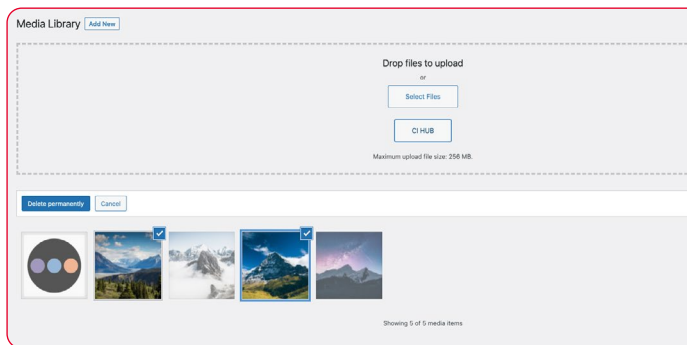 Media Library Add New
Drop files to upload
or
Select Files
CI HUB
Maximum upload file size: 256 MB.
Delete permanently Cancel
Showing 5 of 5 media items